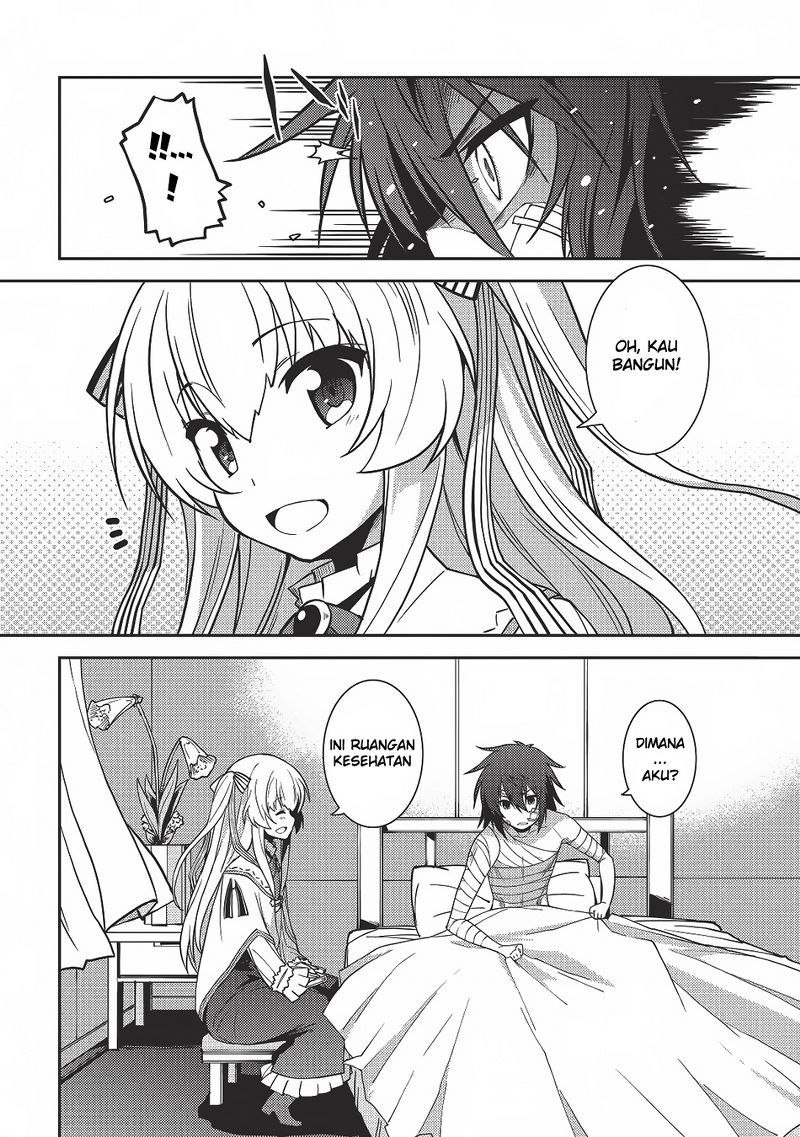 !!...
!
OH, KAU
BANGUN!
DIMANA
...
AKU?
INI RUANGAN
KESEHATAN